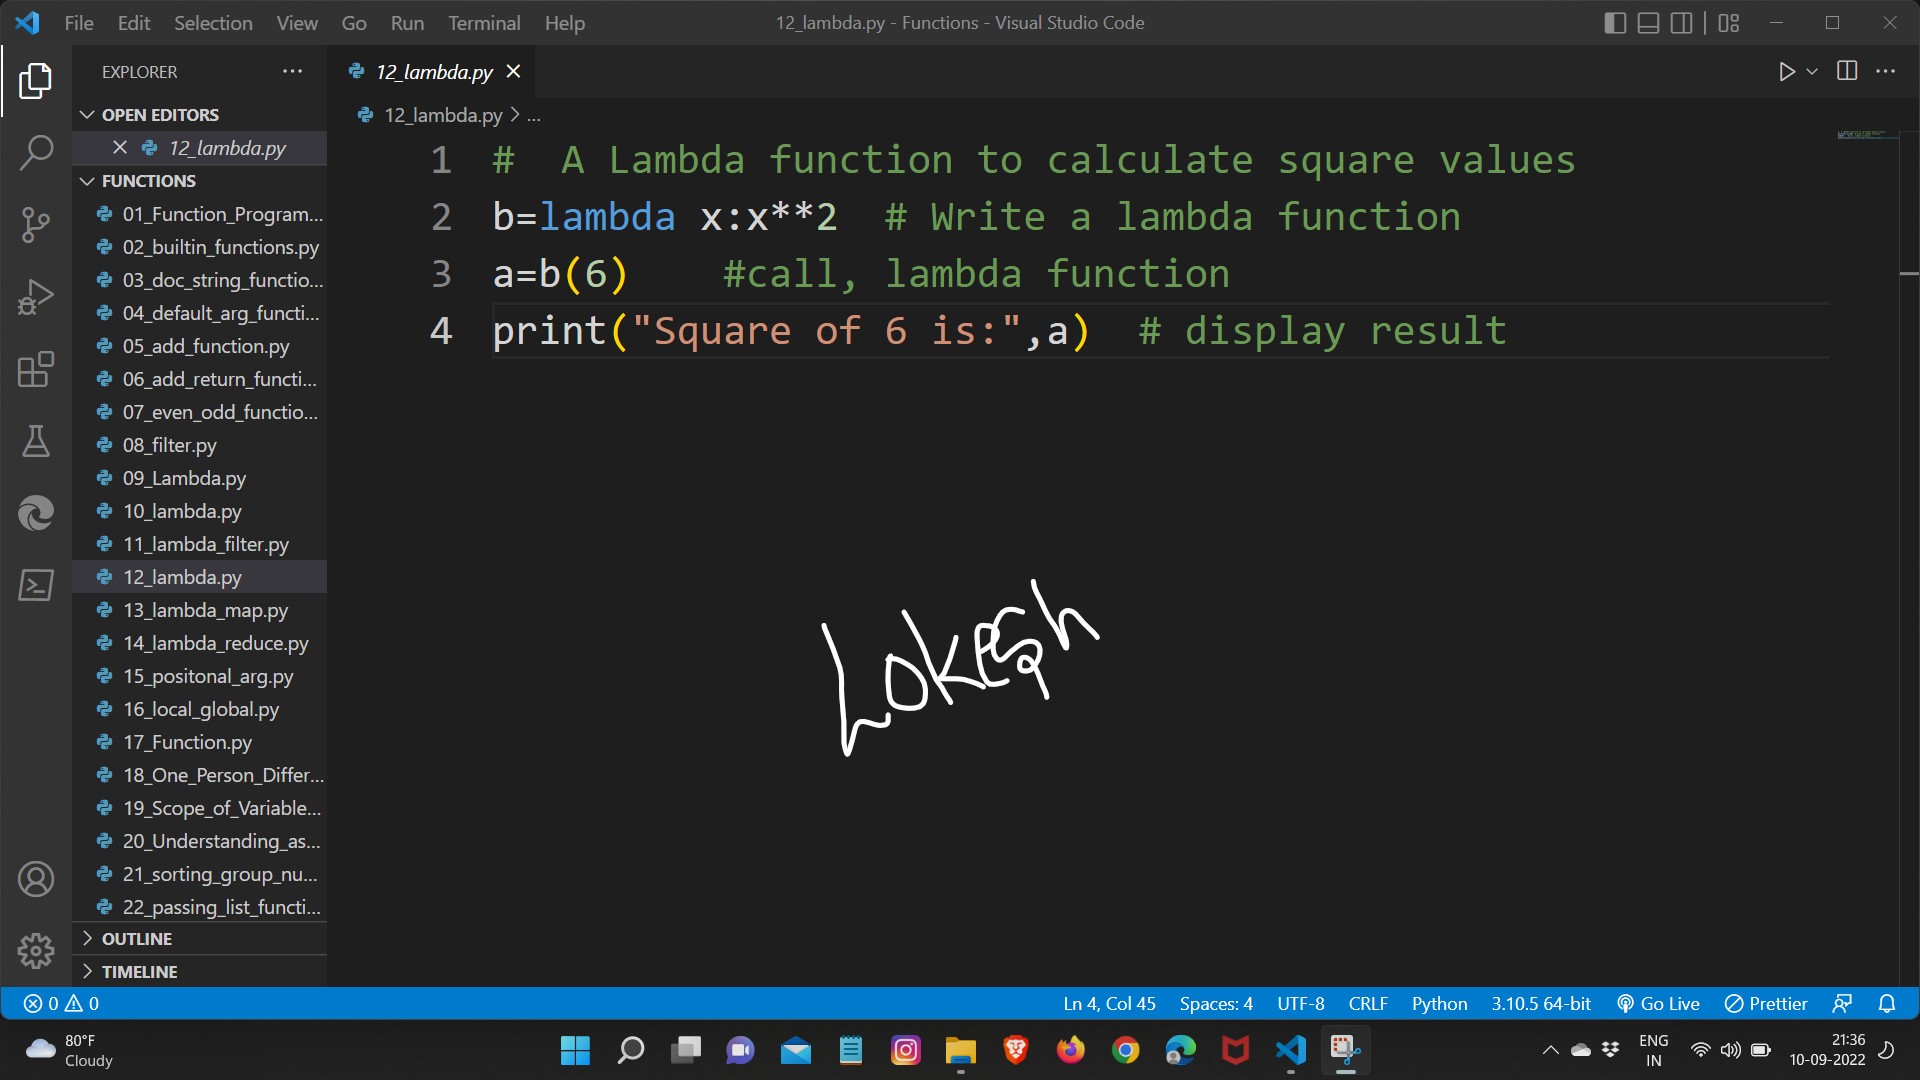 File Edit Selection View Go Run Terminal Help 12_lambda.py - Functions - Visual Studio Code
EXPLORER
OPEN EDITORS
12_lambda.py
FUNCTIONS
01_Function_Program...
02_builtin_functions.py
03_doc_string_functio...
04_default_arg_functi...
05_add_function.py
06_add_return_functi...
07_even_odd_functio...
08_filter.py
09_Lambda.py
10_lambda.py
11_lambda_filter.py
12_lambda.py
13_lambda_map.py
14_lambda_reduce.py
15_positonal_arg.py
16_local_global.py
17_Function.py
18_One_Person_Differ...
19_Scope_of_Variable...
20_Understanding_as...
21_sorting_group_nu...
22_passing_list_functi...
OUTLINE
TIMELINE
12_lambda.py
12_lambda.py > ...
1 #  A Lambda function to calculate square values
2 b=lambda x:x**2  # Write a lambda function
3 a=b(6)    #call, lambda function
4 print("Square of 6 is:",a)  # display result
Lokesh
0 0 Ln 4, Col 45 Spaces: 4 UTF-8 CRLF Python 3.10.5 64-bit Go Live Prettier
80°F
Cloudy
ENG
IN
21:36
10-09-2022